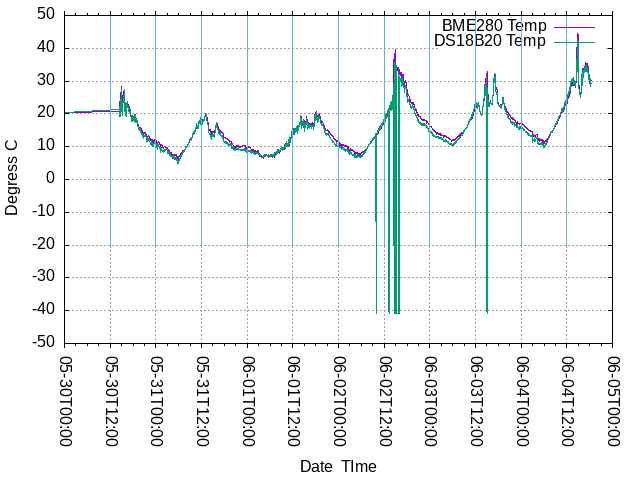 BME280 Temp
DS18B20 Temp
50
40
30
20
10
0
-10
-20
-30
-40
-50
Degress C
05-30T00:00
05-30T12:00
05-31T00:00
05-31T12:00
06-01T00:00
06-01T12:00
06-02T00:00
06-02T12:00
06-03T00:00
06-03T12:00
06-04T00:00
06-04T12:00
06-05T00:00
Date TIme